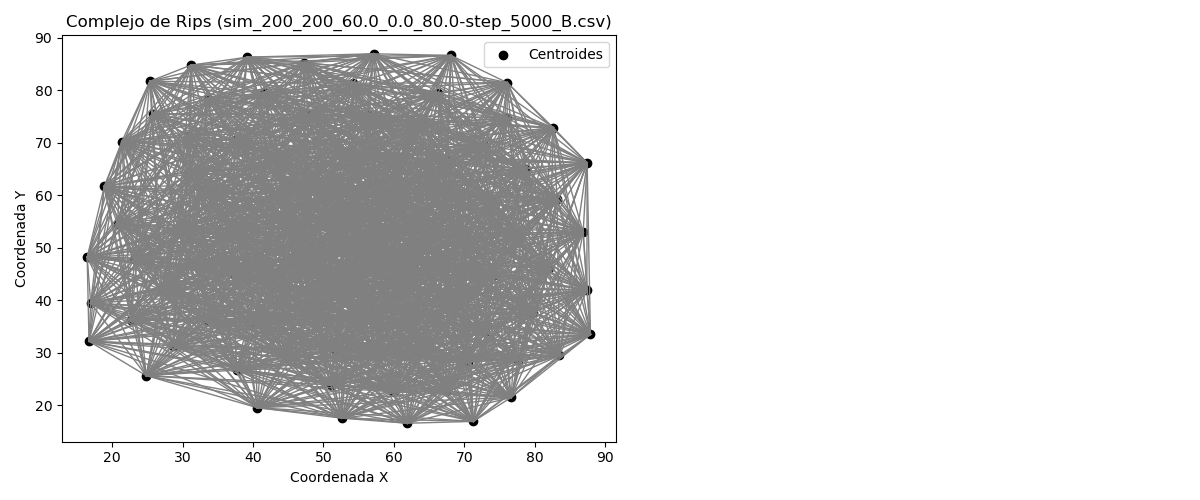 Complejo de Rips (sim_200_200_60.0_0.0_80.0-step_5000_B.csv)
Centroides
90
80
70
60
50
40
30
20
Coordenada Y
20 30 40 50 60 70 80 90
Coordenada X